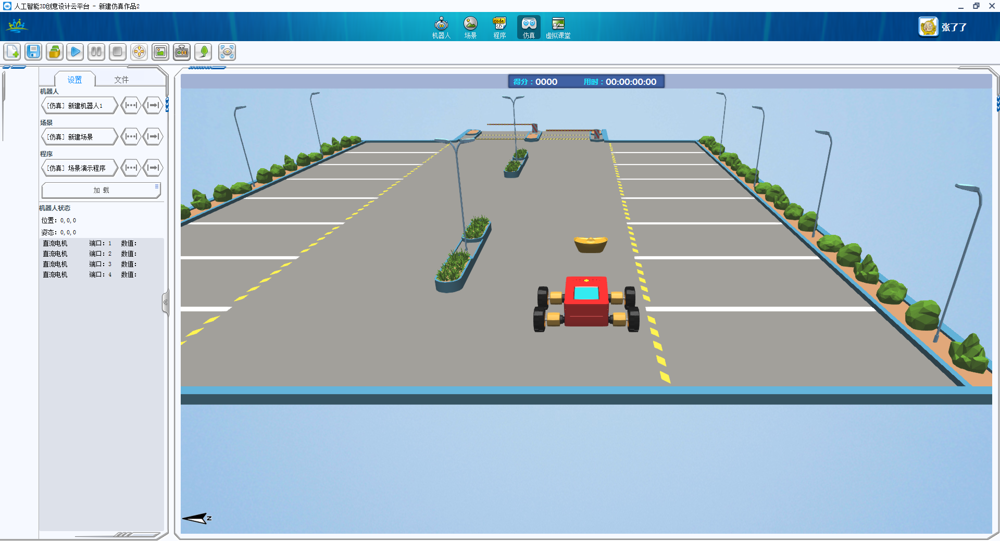 人工智能3D创意设计云平台 - 新建仿真作品2
机器人
场景
code
程序
仿真
虚拟课堂
张了了
设置
文件
机器人
[仿真] 新建机器人1
场景
[仿真] 新建场景
程序
[仿真] 场景演示程序
加 载
机器人状态
位置: 0,0,0
姿态: 0,0,0
直流电机 端口: 1 数值:
直流电机 端口: 2 数值:
直流电机 端口: 3 数值:
直流电机 端口: 4 数值:
得分：0000 用时：00:00:00:00
Z